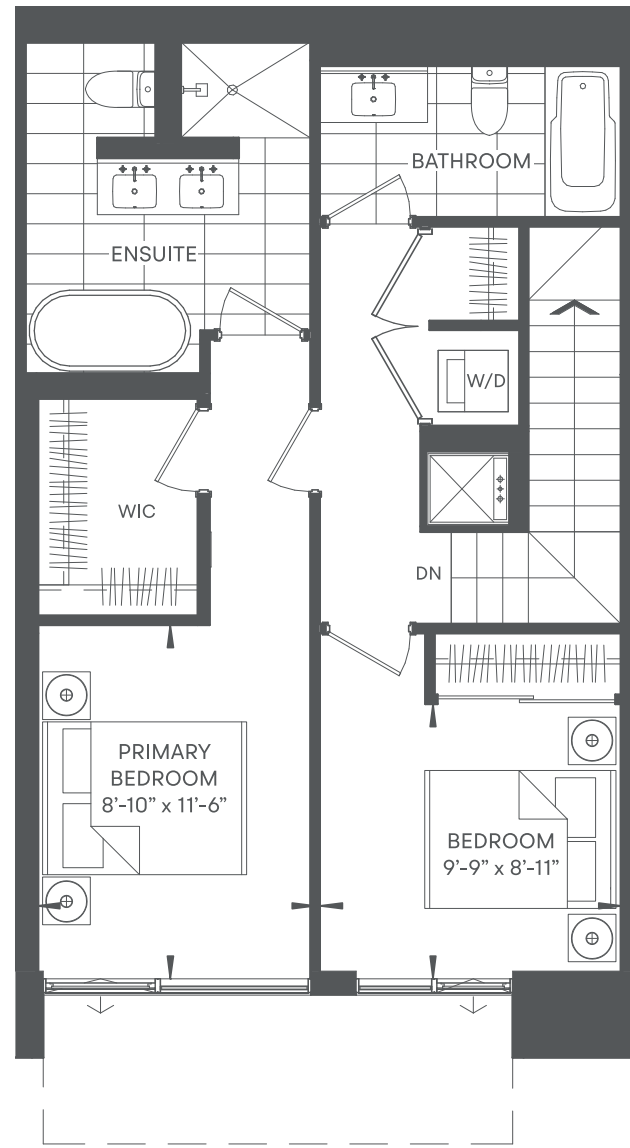 BATHROOM
ENSUITE
W/D
WIC
DN
PRIMARY
BEDROOM
8’-10” x 11’-6”
BEDROOM
9’-9” x 8’-11”